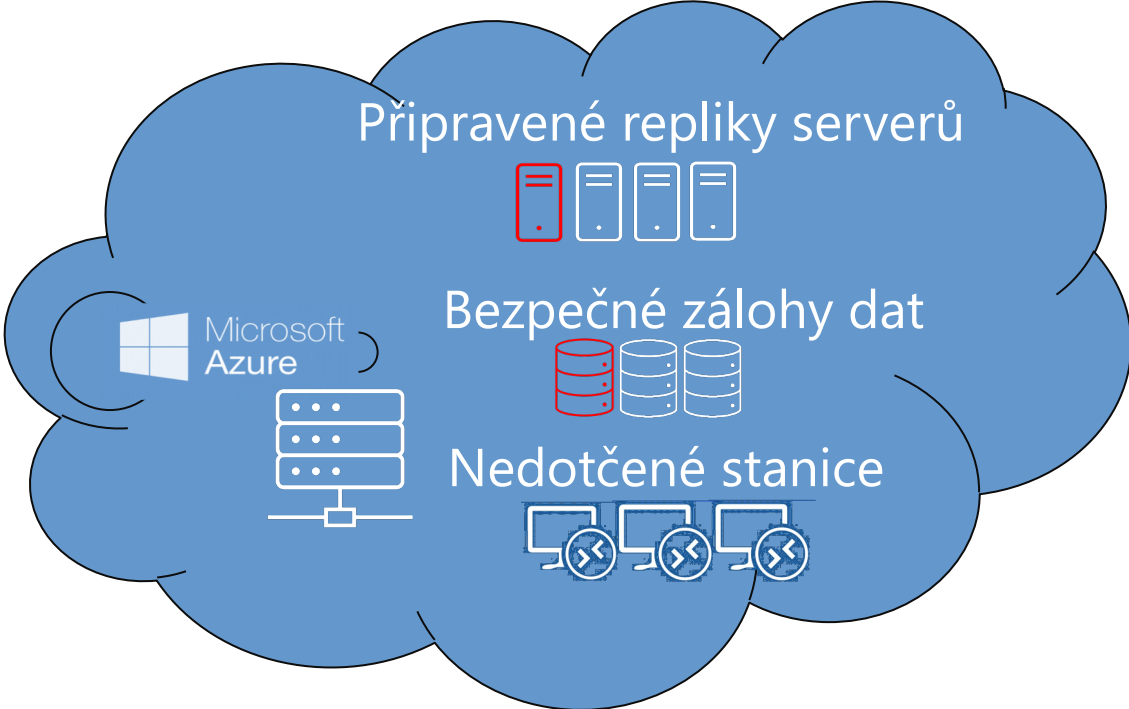 Připravené repliky serverů
Bezpečné zálohy dat
Microsoft
Azure
Nedotčené stanice